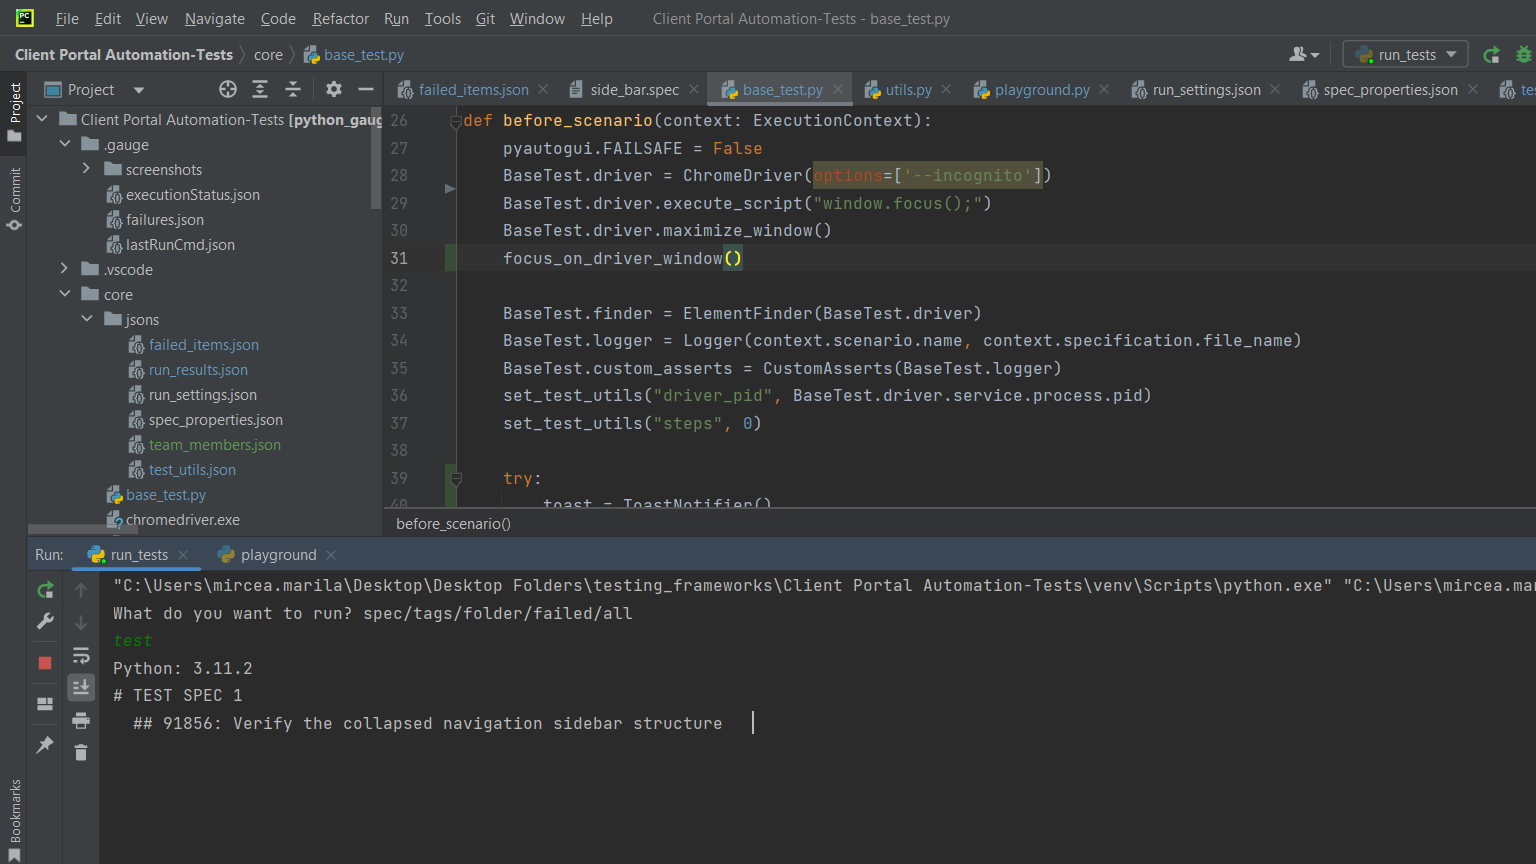 File Edit View Navigate Code Refactor Run Tools Git Window Help Client Portal Automation-Tests - base_test.py
Client Portal Automation-Tests core base_test.py run_tests
Project Project failed_items.json side_bar.spec base_test.py utils.py playground.py run_settings.json spec_properties.json
Client Portal Automation-Tests [python_gaug
.gauge
screenshots
executionStatus.json
failures.json
lastRunCmd.json
.vscode
core
jsons
failed_items.json
run_results.json
run_settings.json
spec_properties.json
team_members.json
test_utils.json
base_test.py
chromedriver.exe
Commit
Bookmarks
26 def before_scenario(context: ExecutionContext):
27 pyautogui.FAILSAFE = False
28 BaseTest.driver = ChromeDriver(options=['--incognito'])
29 BaseTest.driver.execute_script("window.focus();")
30 BaseTest.driver.maximize_window()
31 focus_on_driver_window()
32
33 BaseTest.finder = ElementFinder(BaseTest.driver)
34 BaseTest.logger = Logger(context.scenario.name, context.specification.file_name)
35 BaseTest.custom_asserts = CustomAsserts(BaseTest.logger)
36 set_test_utils("driver_pid", BaseTest.driver.service.process.pid)
37 set_test_utils("steps", 0)
38
39 try:
40 toast = ToastNotifier()
before_scenario()
Run: run_tests playground
"C:\Users\mircea.marila\Desktop\Desktop Folders\testing_frameworks\Client Portal Automation-Tests\venv\Scripts\python.exe" "C:\Users\mircea.mar
What do you want to run? spec/tags/folder/failed/all
test
Python: 3.11.2
# TEST SPEC 1
## 91856: Verify the collapsed navigation sidebar structure